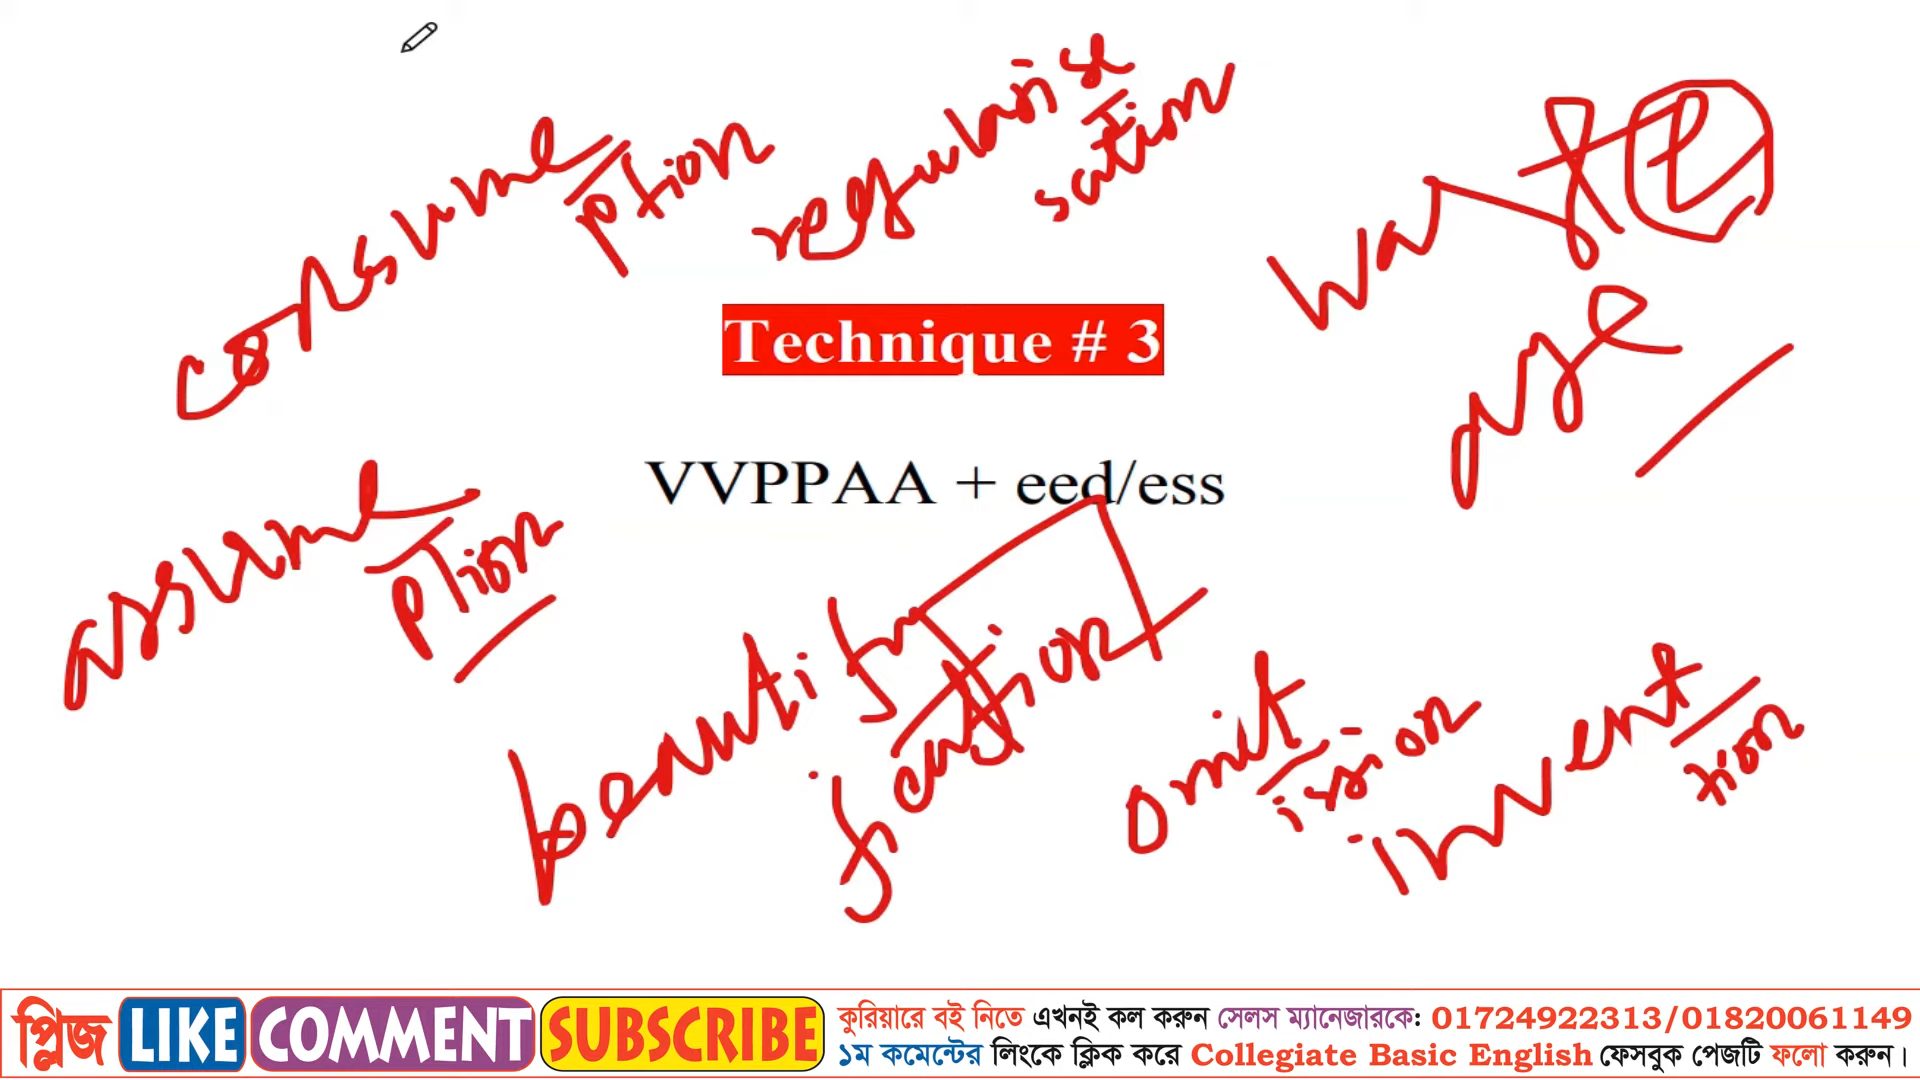 consume
ption
regularise
sation
waste
age
Technique # 3
VVPPAA + eed/ess
assume
ption
beautify
fication
omit
ission
invent
tion
প্লিজ LIKE COMMENT SUBSCRIBE
কুরিয়ারে বই নিতে এখনই কল করুন সেলস ম্যানেজারকে: 01724922313/01820061149
১ম কমেন্টের লিংকে ক্লিক করে Collegiate Basic English ফেসবুক পেজটি ফলো করুন।